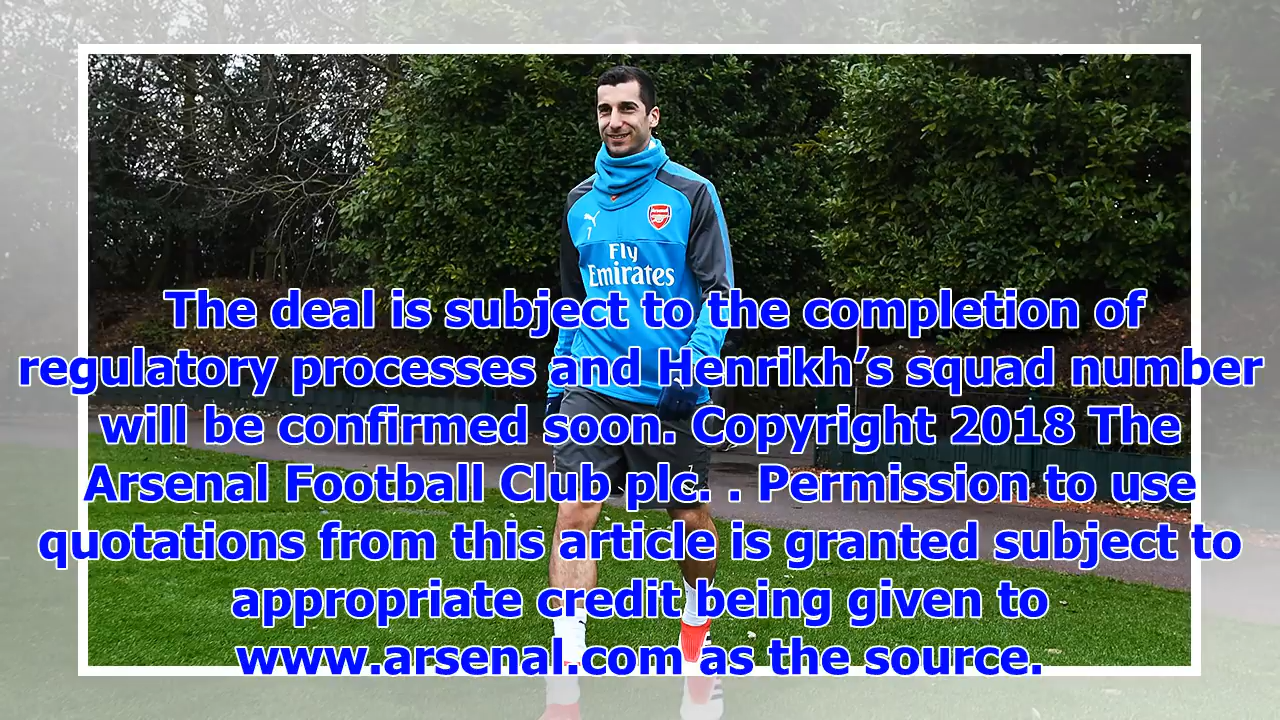 7
Fly
Emirates
The deal is subject to the completion of
regulatory processes and Henrikh’s squad number
will be confirmed soon. Copyright 2018 The
Arsenal Football Club plc. . Permission to use
quotations from this article is granted subject to
appropriate credit being given to
www.arsenal.com as the source.